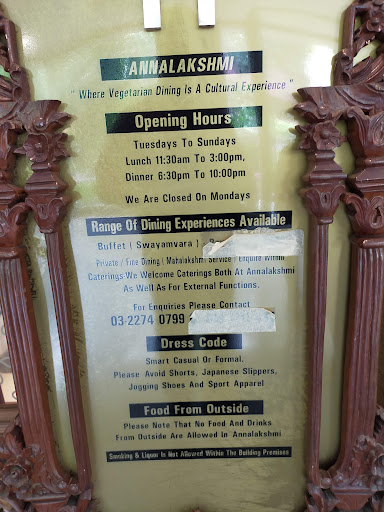 ANNALAKSHMI
" Where Vegetarian Dining Is A Cultural Experience "
Opening Hours
Tuesdays To Sundays
Lunch 11:30am To 3:00pm,
Dinner 6:30pm To 10:00pm
We Are Closed On Mondays
Range Of Dining Experiences Available
Buffet ( Swayamvara )
Private / Fine Dining ( Mahalakshmi Service / Enquire Within
Caterings We Welcome Caterings Both At Annalakshmi
As Well As For External Functions.
For Enquiries Please Contact
03-2274 0799
Dress Code
Smart Casual Or Formal,
Please Avoid Shorts, Japanese Slippers,
Jogging Shoes And Sport Apparel
Food From Outside
Please Note That No Food And Drinks
From Outside Are Allowed in Annalakshmi
Smoking & Liquor Is Not Allowed Within The Building Premises